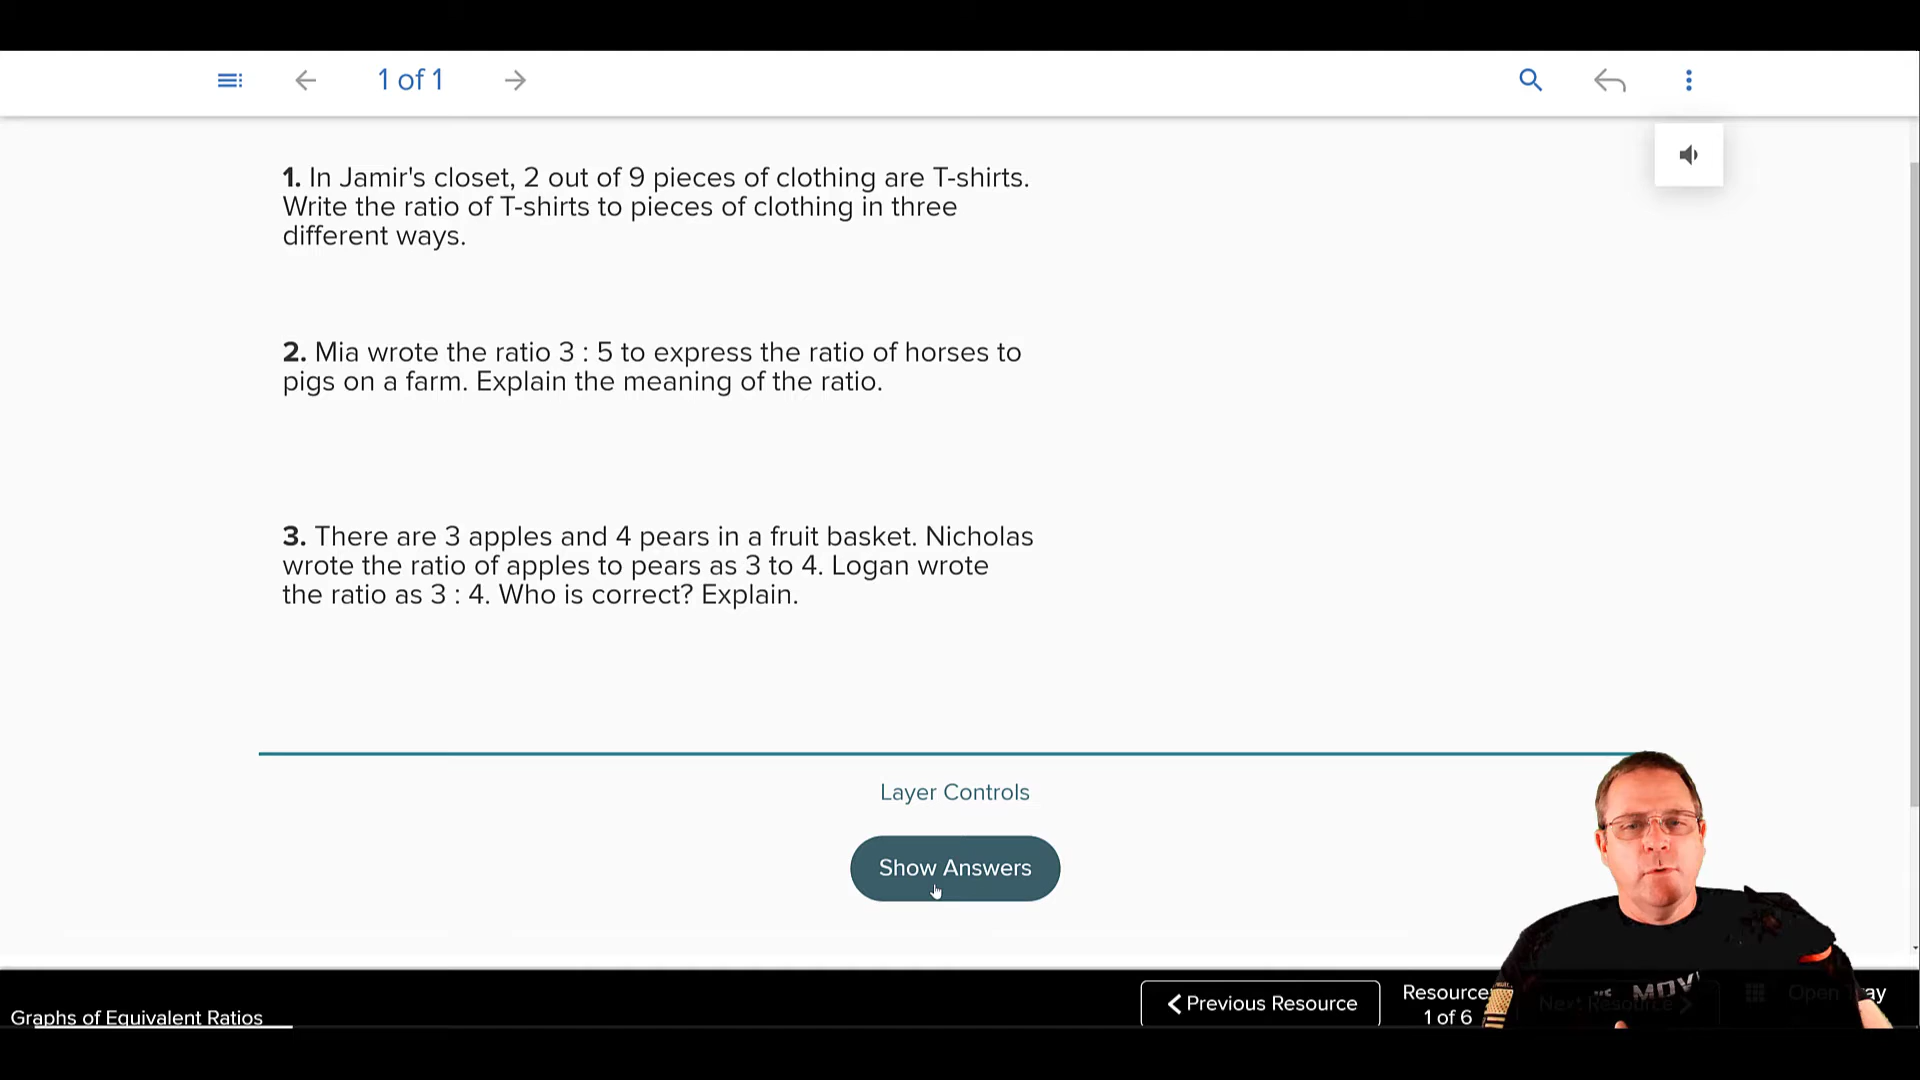 1 of 1
1. In Jamir's closet, 2 out of 9 pieces of clothing are T-shirts.
Write the ratio of T-shirts to pieces of clothing in three
different ways.
2. Mia wrote the ratio 3 : 5 to express the ratio of horses to
pigs on a farm. Explain the meaning of the ratio.
3. There are 3 apples and 4 pears in a fruit basket. Nicholas
wrote the ratio of apples to pears as 3 to 4. Logan wrote
the ratio as 3 : 4. Who is correct? Explain.
Layer Controls
Show Answers
Graphs of Equivalent Ratios
Previous Resource
Resource
1 of 6
Next Resource
Open